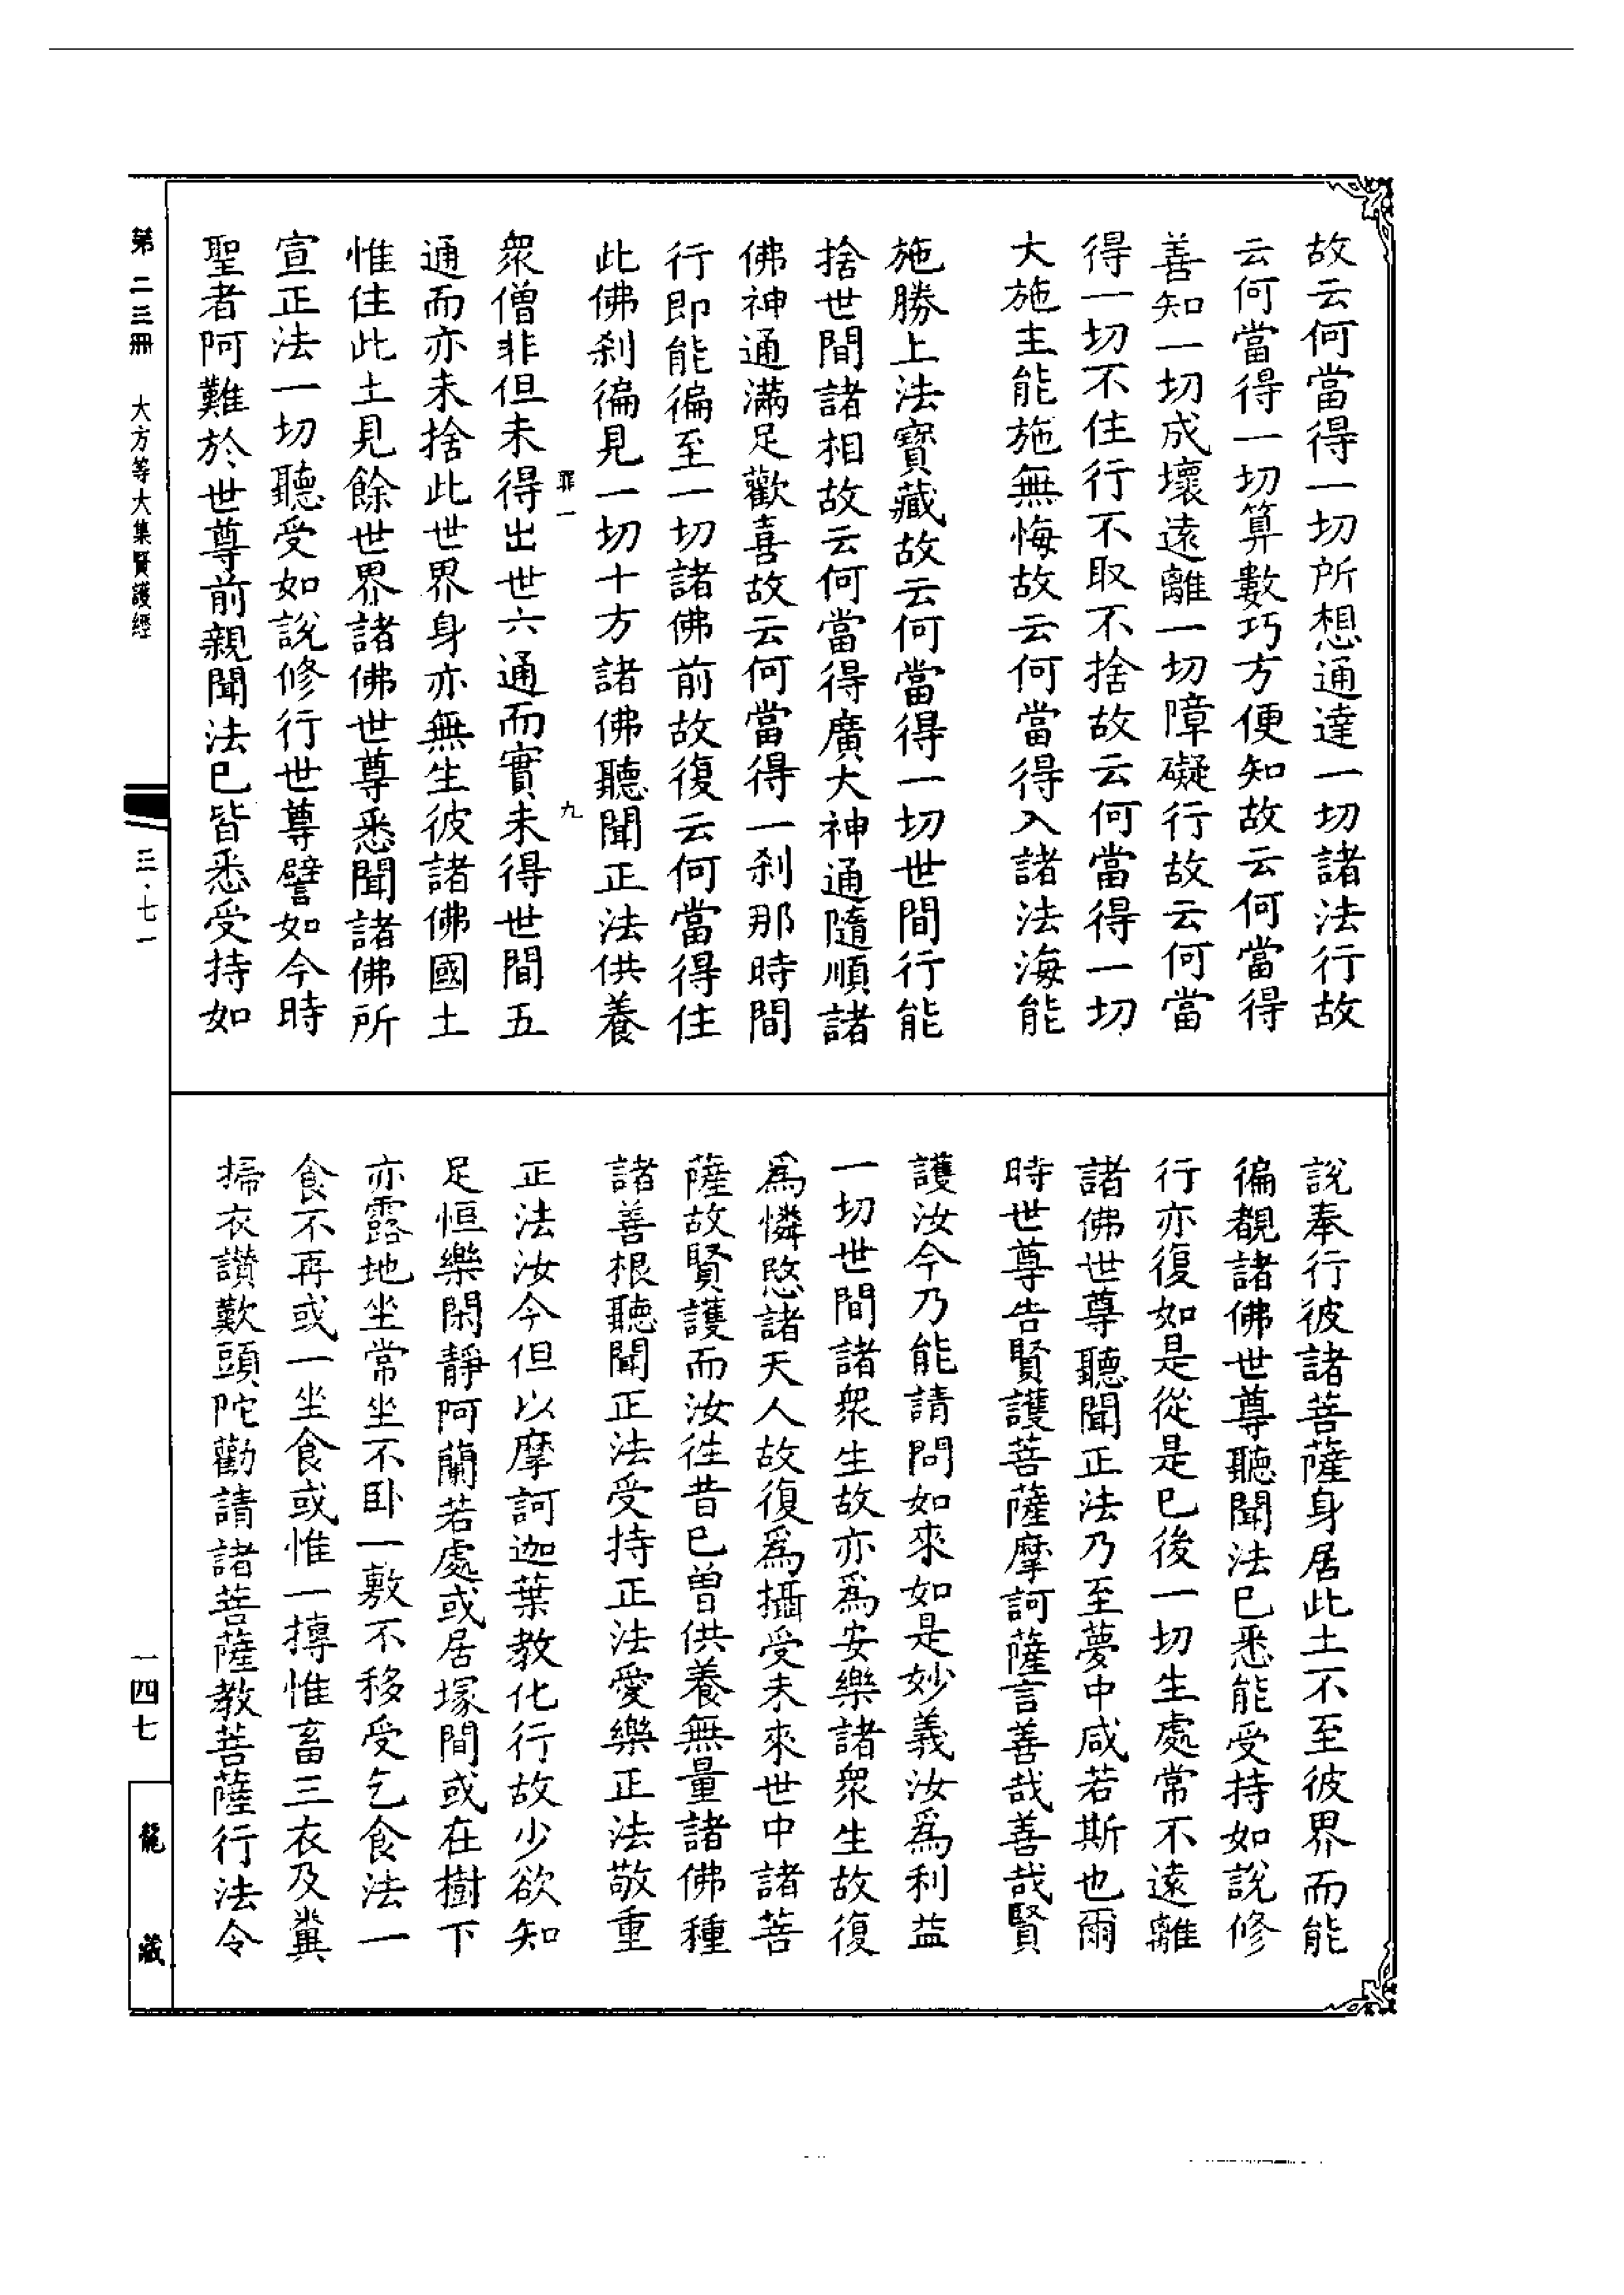 故云何當得一切所想通達一切諸法行故
云何當得一切算數巧方便知故云何當得
善知一切成壞遠離一切障礙行故云何當
得一切不住行不取不捨故云何當得一切
大施主能施無悔故云何當得入諸法海能
施勝上法寶藏故云何當得一切世間行能
捨世間諸相故云何當得廣大神通隨順諸
佛神通滿足歡喜故云何當得一刹那時間
行即能徧至一切諸佛前故復云何當得住
此佛刹徧見一切十方諸佛聽聞正法供養
罪一 九
衆僧非但未得出世六通而實未得世間五
通而亦未捨此世界身亦無生彼諸佛國土
惟住此土見餘世界諸佛世尊悉聞諸佛所
宣正法一切聽受如說修行世尊譬如今時
聖者阿難於世尊前親聞法已皆悉受持如
說奉行彼諸菩薩身居此土不至彼界而能
徧覩諸佛世尊聽聞法已悉能受持如說修
行亦復如是從是已後一切生處常不遠離
諸佛世尊聽聞正法乃至夢中咸若斯也爾
時世尊告賢護菩薩摩訶薩言善哉善哉賢
護汝今乃能請問如來如是妙義汝爲利益
一切世間諸衆生故亦爲安樂諸衆生故復
爲憐愍諸天人故復爲攝受未來世中諸菩
薩故賢護而汝往昔已曾供養無量諸佛種
諸善根聽聞正法受持正法愛樂正法敬重
正法汝今但以摩訶迦葉教化行故少欲知
足恒樂閑靜阿蘭若處或居塚間或在樹下
亦露地坐常坐不卧一敷不移受乞食法一
食不再或一坐食或惟一摶惟畜三衣及糞
掃衣讚歎頭陀勸請諸菩薩教菩薩行法令
第二三冊 大方等大集賢護經
三·七一
一四七
龍藏